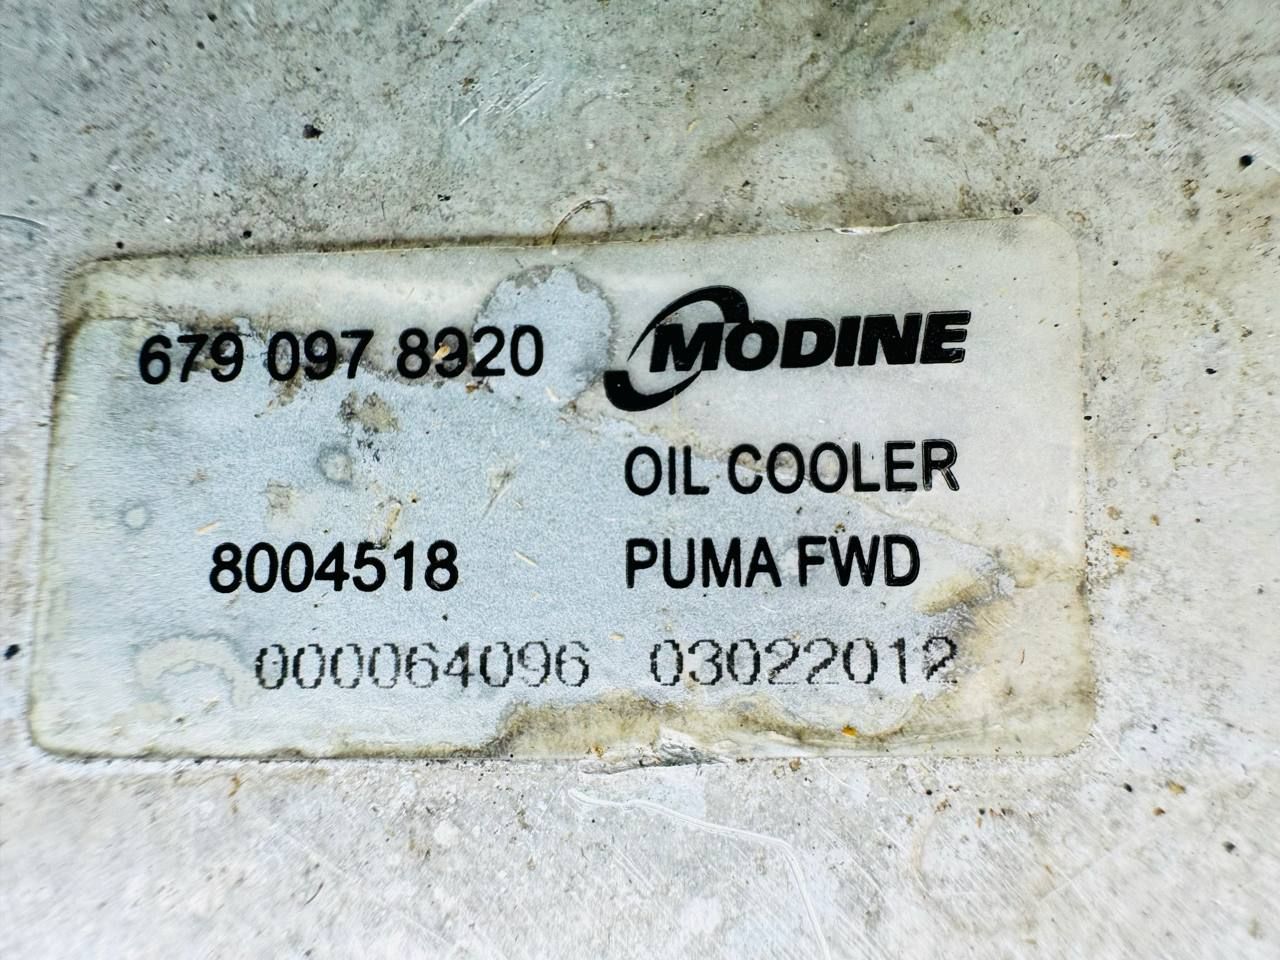 679 097 8920 MODINE
OIL COOLER
8004518 PUMA FWD
000064096 03022012